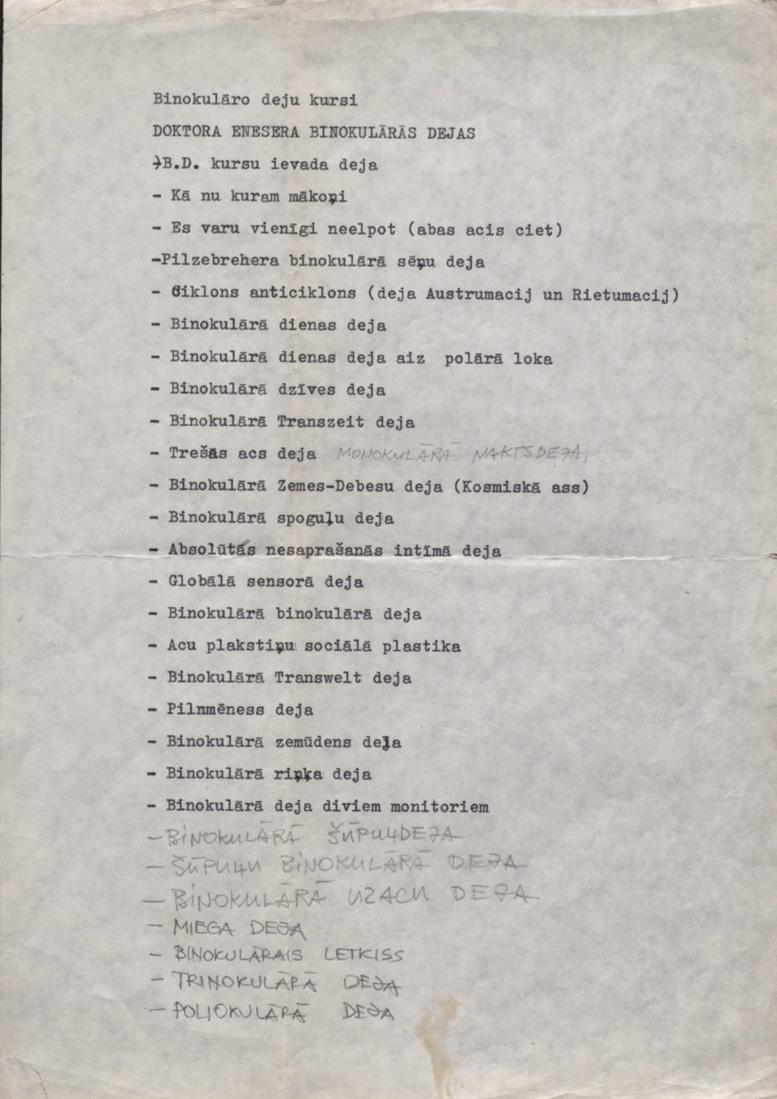 Binokulāro deju kursi
DOKTORA ENESERA BINOKULĀRĀS DEJAS
→B.D. kursu ievada deja
- Kā nu kuram mākoņi
- Es varu vienīgi neelpot (abas acis ciet)
-Pilzebrehera binokulārā sēņu deja
- Ciklons anticiklons (deja Austrumacij un Rietumacij)
- Binokulārā dienas deja
- Binokulārā dienas deja aiz polārā loka
- Binokulārā dzīves deja
- Binokulārā Transzeit deja
- Trešās acs deja MONOKULĀRĀ NAKTSDEJA
- Binokulārā Zemes-Debesu deja (Kosmiskā ass)
- Binokulārā spoguļu deja
- Absolūtās nesaprašanās intīmā deja
- Globālā sensorā deja
- Binokulārā binokulārā deja
- Acu plakstiņu sociālā plastika
- Binokulārā Transwelt deja
- Pilnmēness deja
- Binokulārā zemūdens deja
- Binokulārā riņķa deja
- Binokulārā deja diviem monitoriem
- BINOKULĀRĀ ŠŪPUĻDEJA
- ŠŪPUĻU BINOKULĀRĀ DEJA
- BINOKULĀRĀ UZACU DEJA
- MIEGA DEJA
- BINOKULĀRAIS LETKISS
- TRINOKULĀRĀ DEJA
- POLIOKULĀRĀ DEJA